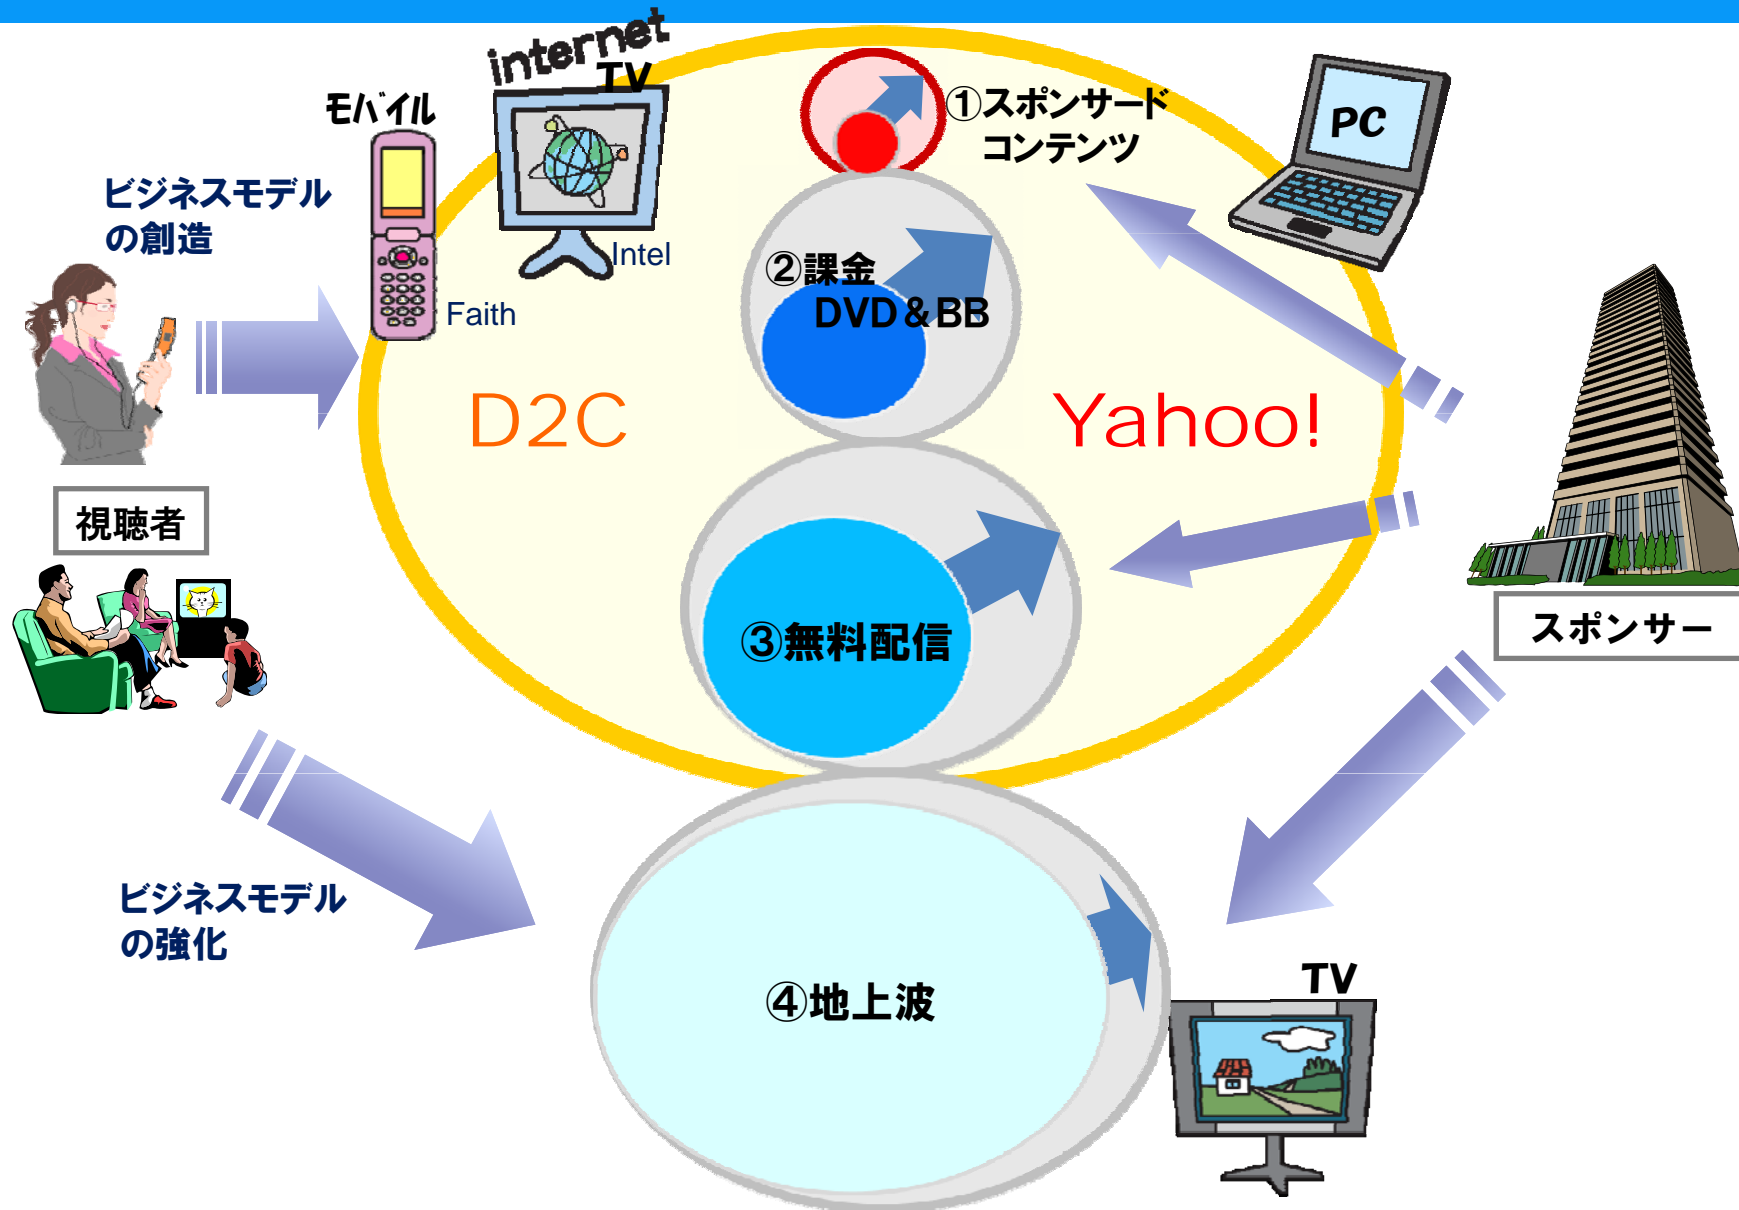 internet
TV
モバイル
①スポンサード
コンテンツ
PC
ビジネスモデル
の創造
Intel
②課金
DVD&BB
Faith
D2C
Yahoo!
視聴者
③無料配信
スポンサー
ビジネスモデル
の強化
④地上波
TV